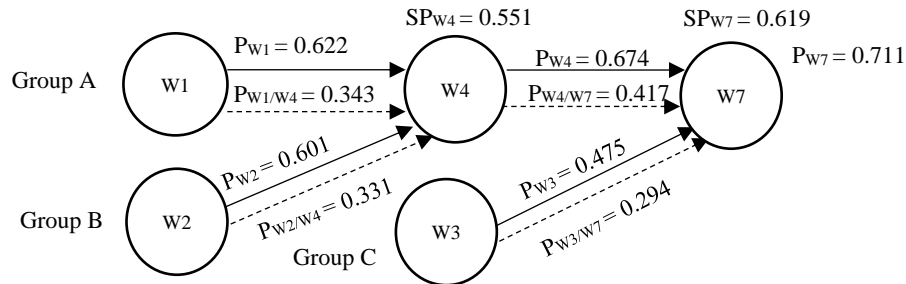 SPW4 = 0.551
SPW7 = 0.619
PW1 = 0.622
PW4 = 0.674
PW7 = 0.711
Group A
W1
W4
W7
PW1/W4 = 0.343
PW4/W7 = 0.417
PW2 = 0.601
PW3 = 0.475
PW2/W4 = 0.331
PW3/W7 = 0.294
Group B
W2
W3
Group C